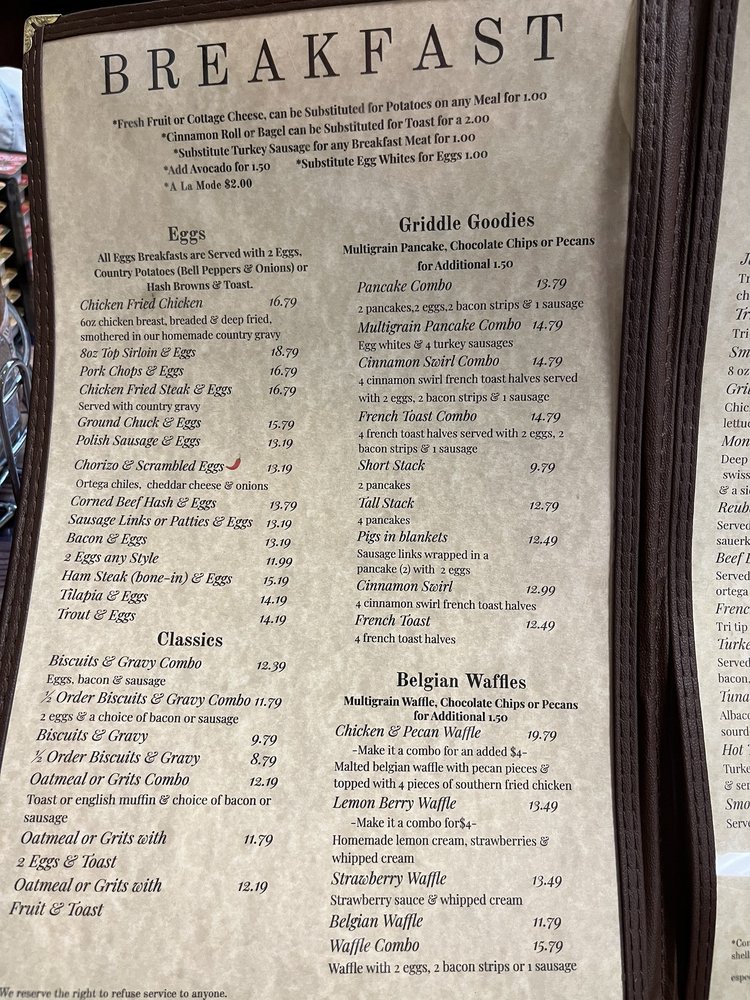 BREAKFAST
*Fresh Fruit or Cottage Cheese, can be Substituted for Potatoes on any Meal for 1.00
*Cinnamon Roll or Bagel can be Substituted for Toast for a 2.00
*Substitute Turkey Sausage for any Breakfast Meat for 1.00
*Add Avocado for 1.50 *Substitute Egg Whites for Eggs 1.00
*A La Mode $2.00
Eggs
All Eggs Breakfasts are Served with 2 Eggs,
Country Potatoes (Bell Peppers & Onions) or
Hash Browns & Toast.
Chicken Fried Chicken 16.79
6oz chicken breast, breaded & deep fried,
smothered in our homemade country gravy
8oz Top Sirloin & Eggs 18.79
Pork Chops & Eggs 16.79
Chicken Fried Steak & Eggs 16.79
Served with country gravy
Ground Chuck & Eggs 15.79
Polish Sausage & Eggs 13.19
Chorizo & Scrambled Eggs 13.19
Ortega chiles, cheddar cheese & onions
Corned Beef Hash & Eggs 13.79
Sausage Links or Patties & Eggs 13.19
Bacon & Eggs 13.19
2 Eggs any Style 11.99
Ham Steak (bone-in) & Eggs 15.19
Tilapia & Eggs 14.19
Trout & Eggs 14.19
Classics
Biscuits & Gravy Combo 12.39
Eggs, bacon & sausage
½ Order Biscuits & Gravy Combo 11.79
2 eggs & a choice of bacon or sausage
Biscuits & Gravy 9.79
½ Order Biscuits & Gravy 8.79
Oatmeal or Grits Combo 12.19
Toast or english muffin & choice of bacon or
sausage
Oatmeal or Grits with 11.79
2 Eggs & Toast
Oatmeal or Grits with 12.19
Fruit & Toast
We reserve the right to refuse service to anyone.
Griddle Goodies
Multigrain Pancake, Chocolate Chips or Pecans
for Additional 1.50
Pancake Combo 13.79
2 pancakes,2 eggs,2 bacon strips & 1 sausage
Multigrain Pancake Combo 14.79
Egg whites & 4 turkey sausages
Cinnamon Swirl Combo 14.79
4 cinnamon swirl french toast halves served
with 2 eggs, 2 bacon strips & 1 sausage
French Toast Combo 14.79
4 french toast halves served with 2 eggs, 2
bacon strips & 1 sausage
Short Stack 9.79
2 pancakes
Tall Stack 12.79
4 pancakes
Pigs in blankets 12.49
Sausage links wrapped in a
pancake (2) with 2 eggs
Cinnamon Swirl 12.99
4 cinnamon swirl french toast halves
French Toast 12.49
4 french toast halves
Belgian Waffles
Multigrain Waffle, Chocolate Chips or Pecans
for Additional 1.50
Chicken & Pecan Waffle 19.79
-Make it a combo for an added $4-
Malted belgian waffle with pecan pieces &
topped with 4 pieces of southern fried chicken
Lemon Berry Waffle 13.49
-Make it a combo for$4-
Homemade lemon cream, strawberries &
whipped cream
Strawberry Waffle 13.49
Strawberry sauce & whipped cream
Belgian Waffle 11.79
Waffle Combo 15.79
Waffle with 2 eggs, 2 bacon strips or 1 sausage
8 oz
Deep
swiss
& a si
Served
Served
ortega
Tri tip
Served
bacon,
Tuna
sourd
Hot
& ser